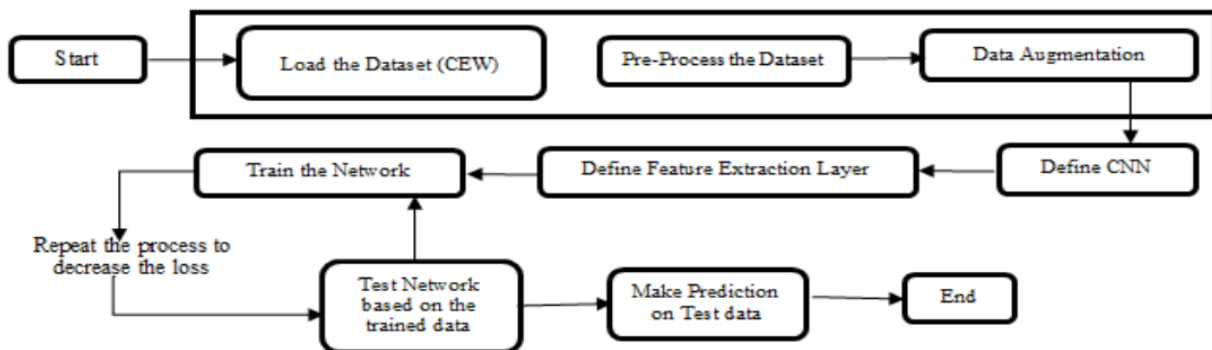 Start
Load the Dataset (CEW)
Pre-Process the Dataset
Data Augmentation
Define CNN
Define Feature Extraction Layer
Train the Network
Repeat the process to
decrease the loss
Test Network
based on the
trained data
Make Prediction
on Test data
End